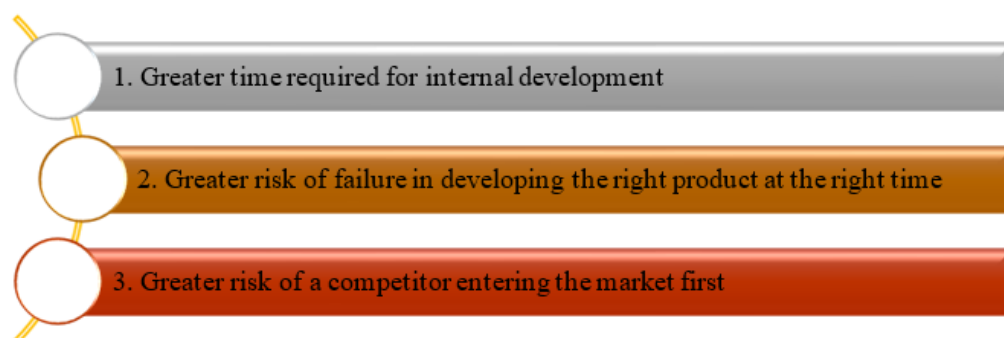 1. Greater time required for internal development
2. Greater risk of failure in developing the right product at the right time
3. Greater risk of a competitor entering the market first